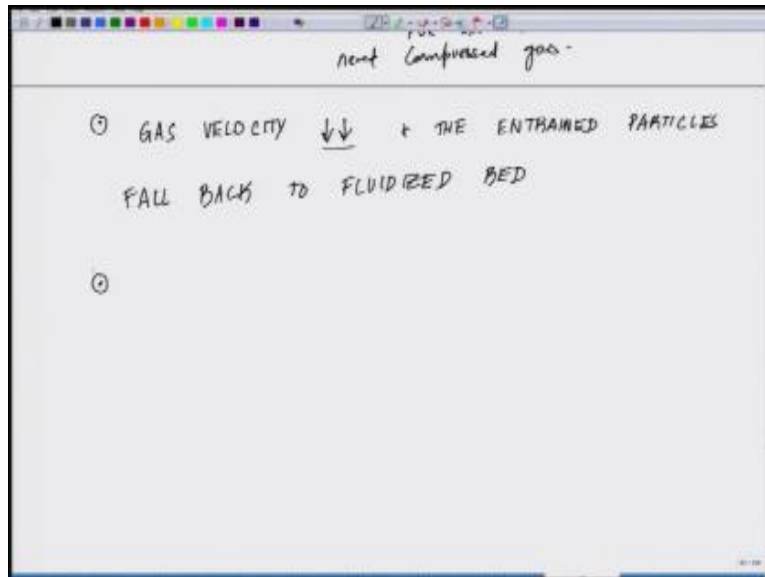 need Compressed gas-
⊙ GAS VELOCITY ↓↓ + THE ENTRAINED PARTICLES
FALL BACK TO FLUIDIZED BED
⊙